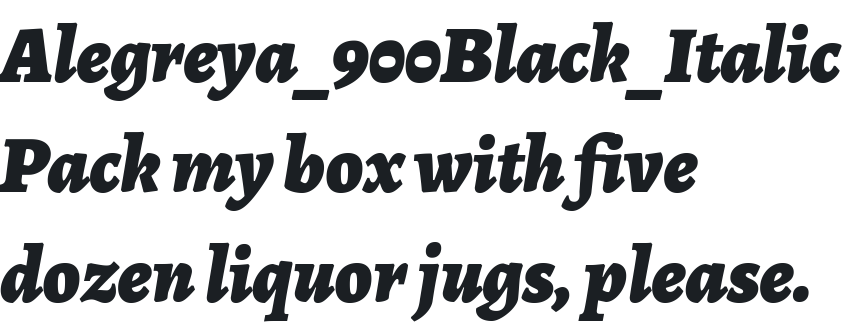 Alegreya_900Black_Italic
Pack my box with five
dozen liquor jugs, please.